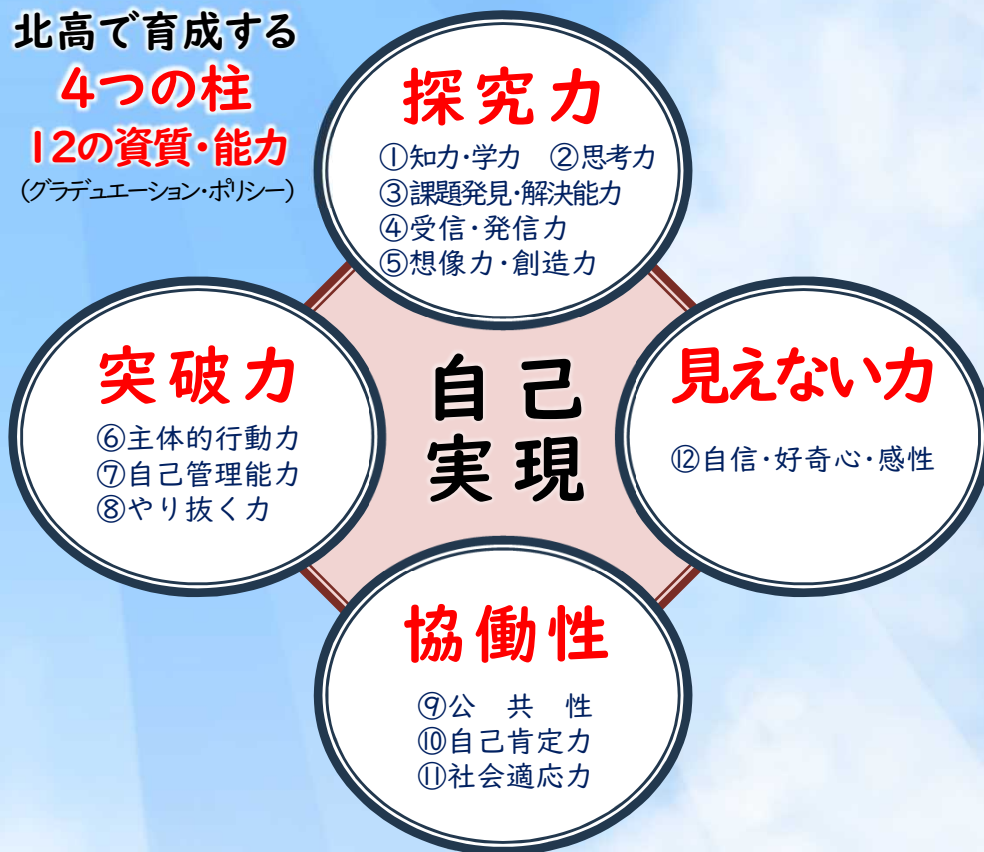 北高で育成する
4つの柱
12の資質・能力
(グラデュエーション・ポリシー)
探究力
①知力・学力　②思考力
③課題発見・解決能力
④受信・発信力
⑤想像力・創造力
突破力
⑥主体的行動力
⑦自己管理能力
⑧やり抜く力
自己
実現
見えない力
⑫自信・好奇心・感性
協働性
⑨公　共　性
⑩自己肯定力
⑪社会適応力